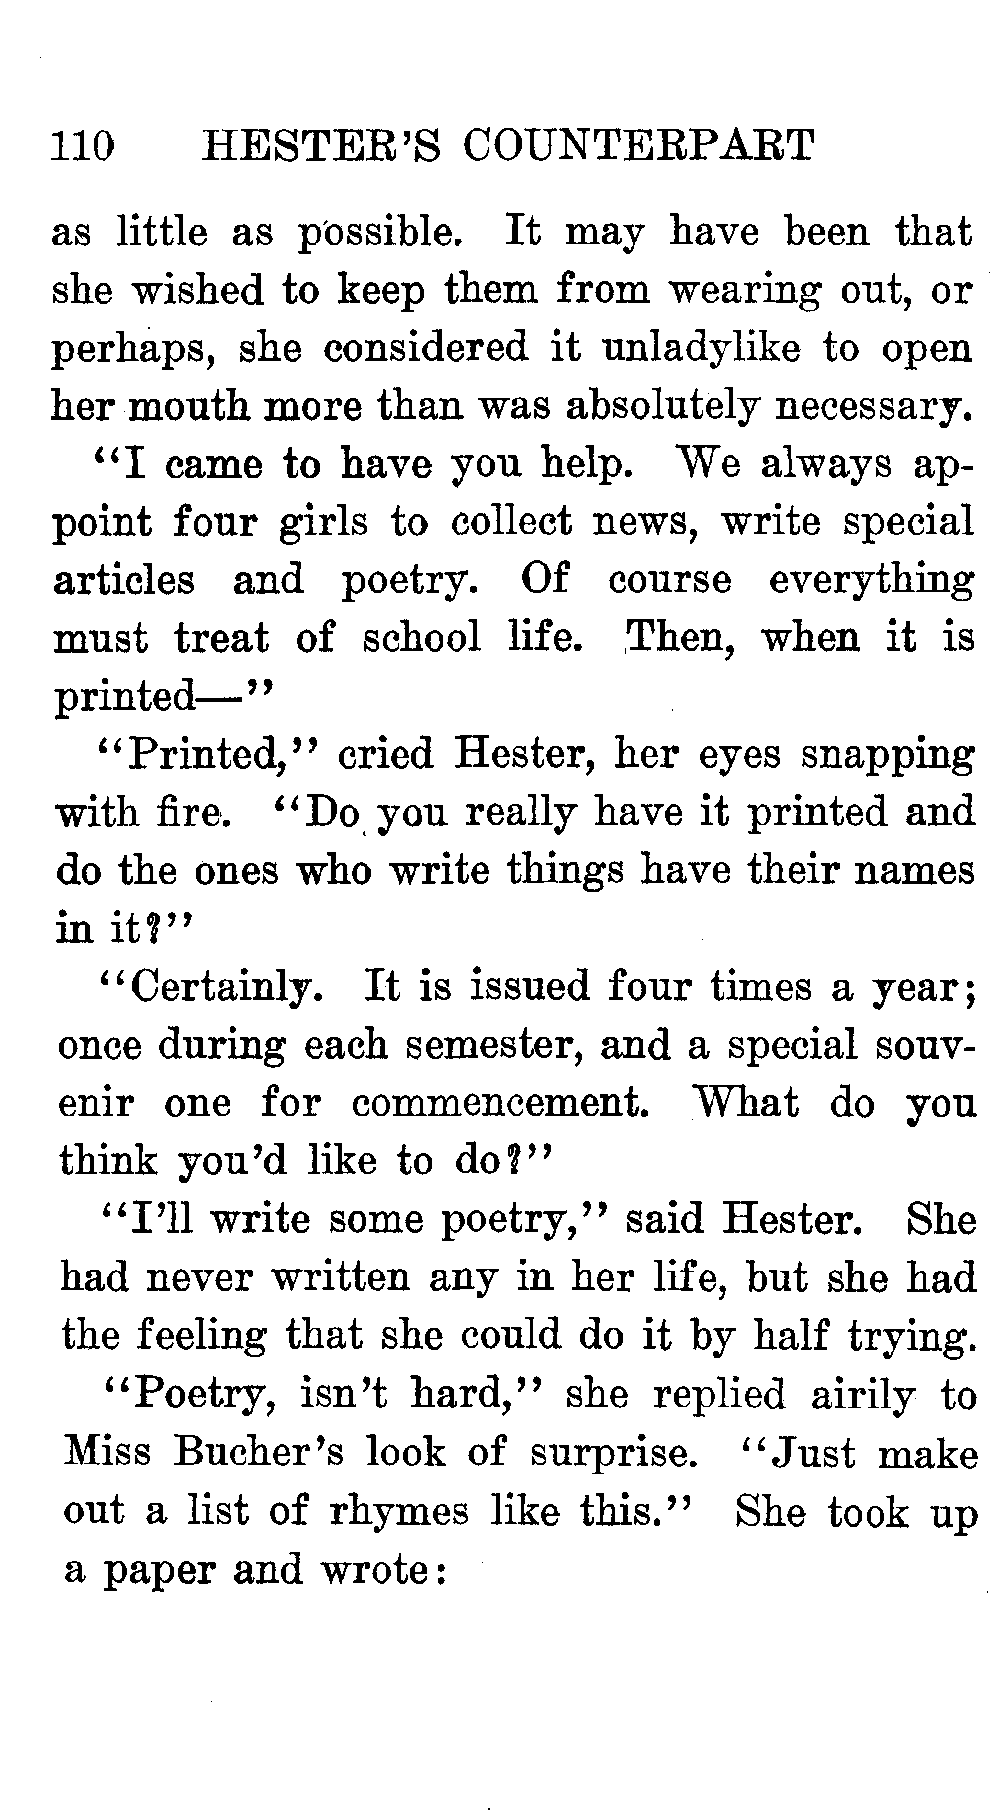 110 HESTER'S COUNTERPART
as little as possible. It may have been that
she wished to keep them from wearing out, or
perhaps, she considered it unladylike to open
her mouth more than was absolutely necessary.
"I came to have you help. We always ap-
point four girls to collect news, write special
articles and poetry. Of course everything
must treat of school life. Then, when it is
printed—"
"Printed," cried Hester, her eyes snapping
with fire. "Do you really have it printed and
do the ones who write things have their names
in it?"
"Certainly. It is issued four times a year;
once during each semester, and a special souv-
enir one for commencement. What do you
think you'd like to do?"
"I'll write some poetry," said Hester. She
had never written any in her life, but she had
the feeling that she could do it by half trying.
"Poetry, isn't hard," she replied airily to
Miss Bucher's look of surprise. "Just make
out a list of rhymes like this." She took up
a paper and wrote: